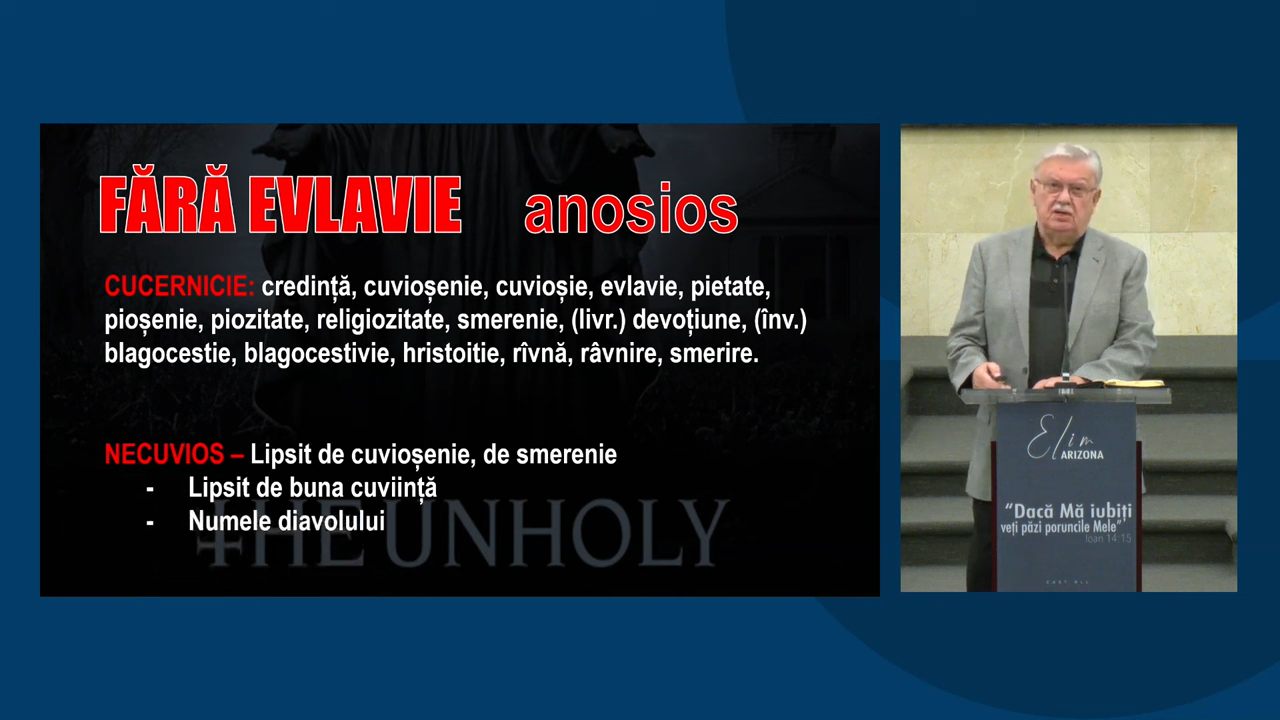 FĂRĂ EVLAVIE anosios
CUCERNICIE: credință, cuvioșenie, cuvioșie, evlavie, pietate,
pioșenie, piozitate, religiozitate, smerenie, (livr.) devoțiune, (înv.)
blagocestie, blagocestivie, hristoitie, rîvnă, râvnire, smerire.
NECUVIOS – Lipsit de cuvioșenie, de smerenie
- Lipsit de buna cuviință
- Numele diavolului
THE UNHOLY
Elim
ARIZONA
“Dacă Mă iubiți
veți păzi poruncile Mele”
Ioan 14:15